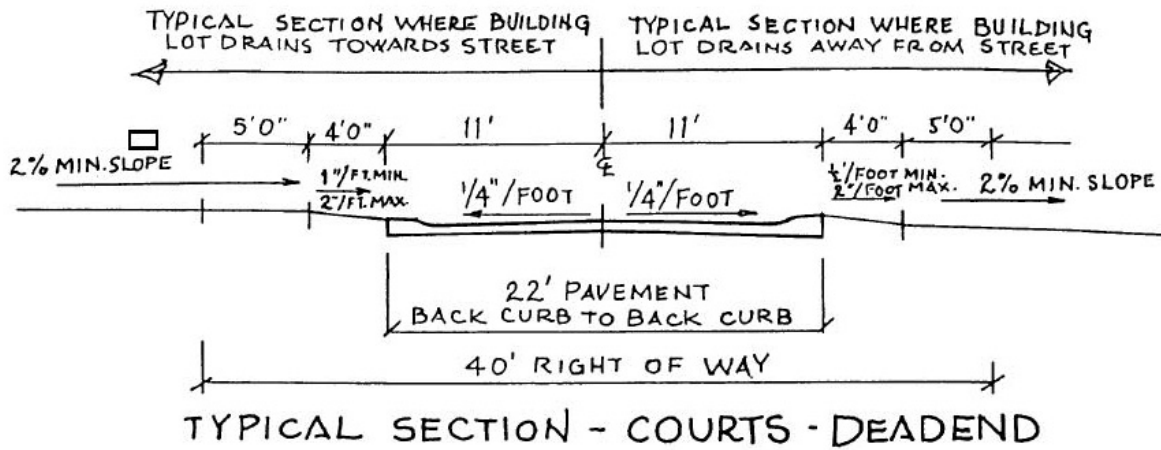 TYPICAL SECTION WHERE BUILDING
LOT DRAINS TOWARDS STREET
TYPICAL SECTION WHERE BUILDING
LOT DRAINS AWAY FROM STREET
5'0" 4'0" 11' 11' 4'0" 5'0"
2% MIN. SLOPE
1"/FT. MIN.
2"/FT. MAX.
1/4"/FOOT
℄
1/4"/FOOT
1/2"/FOOT MIN.
2"/FOOT MAX.
2% MIN. SLOPE
22' PAVEMENT
BACK CURB TO BACK CURB
40' RIGHT OF WAY
TYPICAL SECTION - COURTS - DEADEND